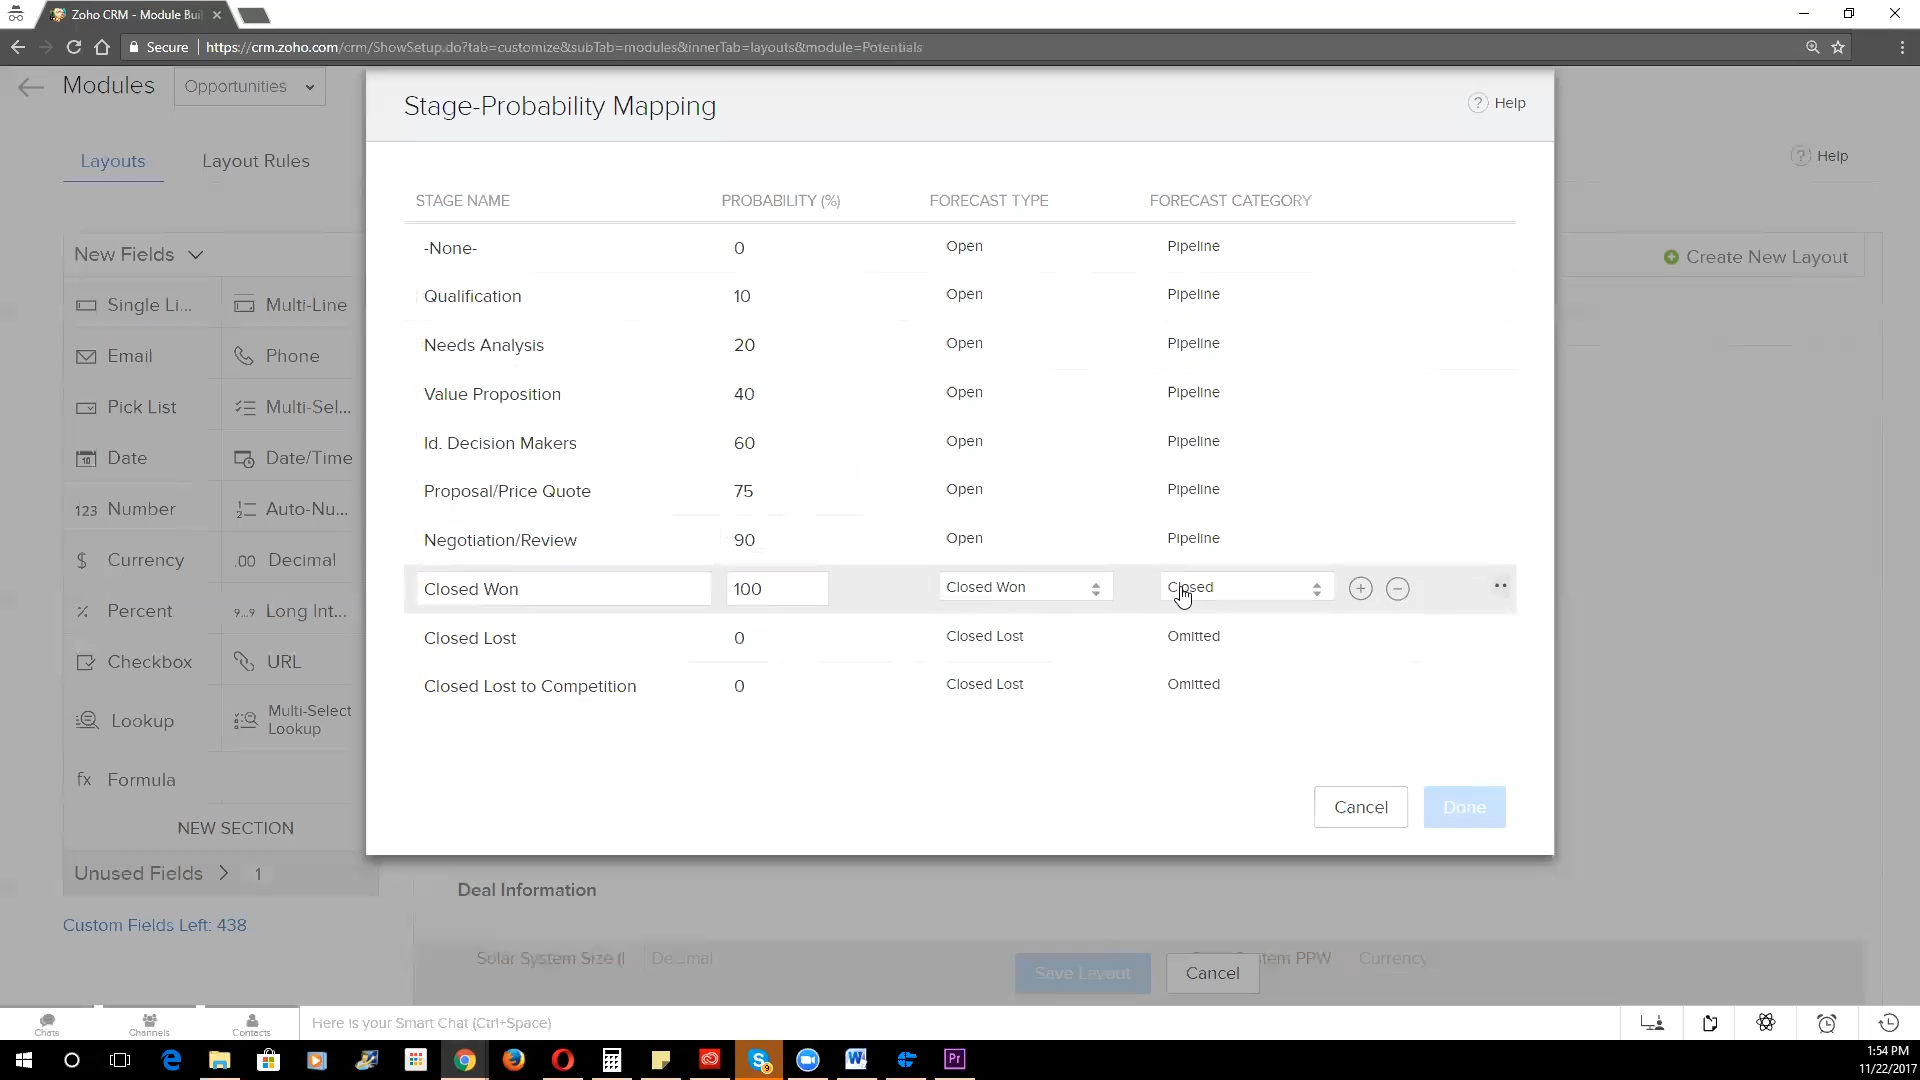 Zoho CRM - Module Bui
Secure https://crm.zoho.com/crm/ShowSetup.do?tab=customize&subTab=modules&innerTab=layouts&module=Potentials
Modules Opportunities
Layouts Layout Rules
Help
New Fields
Single Li... Multi-Line
Email Phone
Pick List Multi-Sel...
Date Date/Time
123 Number Auto-Nu...
$ Currency .00 Decimal
% Percent 9..9 Long Int...
Checkbox URL
Lookup Multi-Select
Lookup
fx Formula
NEW SECTION
Unused Fields 1
Custom Fields Left: 438
Create New Layout
Stage-Probability Mapping
? Help
STAGE NAME PROBABILITY (%) FORECAST TYPE FORECAST CATEGORY
-None- 0 Open Pipeline
Qualification 10 Open Pipeline
Needs Analysis 20 Open Pipeline
Value Proposition 40 Open Pipeline
Id. Decision Makers 60 Open Pipeline
Proposal/Price Quote 75 Open Pipeline
Negotiation/Review 90 Open Pipeline
Closed Won 100 Closed Won Closed
Closed Lost 0 Closed Lost Omitted
Closed Lost to Competition 0 Closed Lost Omitted
Cancel Done
Deal Information
Solar System Size ( Decimal PPW Currency
Save Layout Cancel
Chats Channels Contacts Here is your Smart Chat (Ctrl+Space)
1:54 PM
11/22/2017